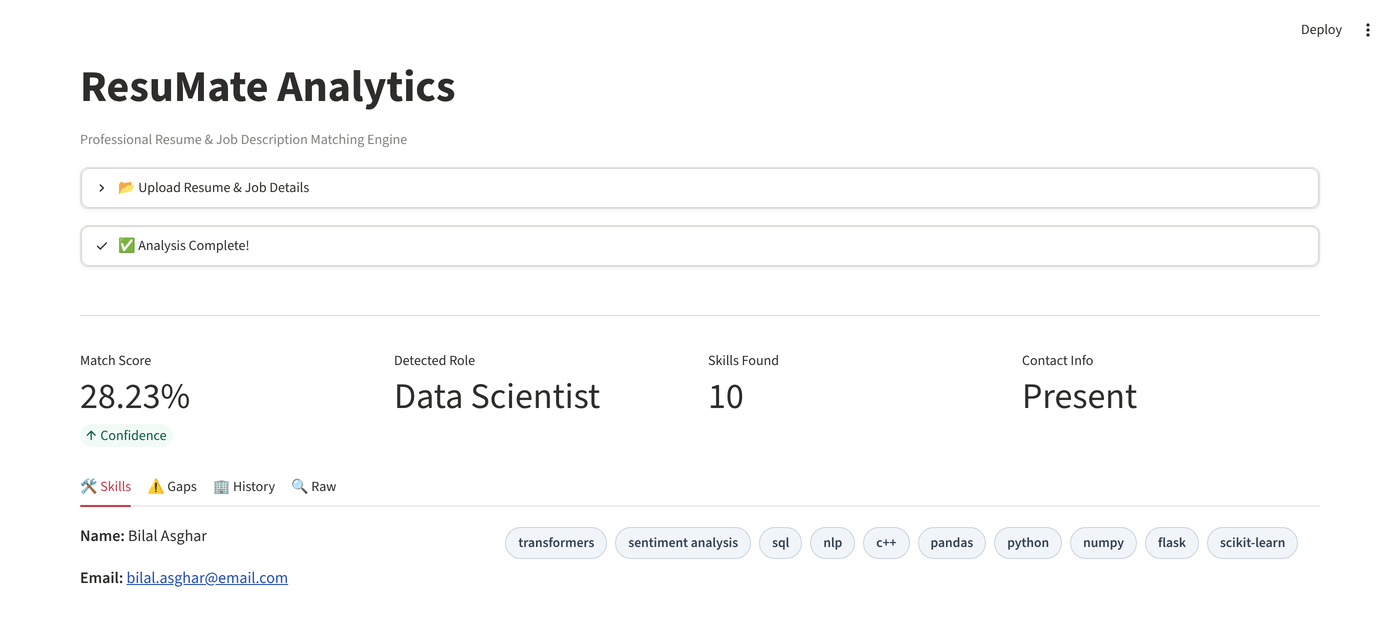 Deploy
ResuMate Analytics
Professional Resume & Job Description Matching Engine
📂 Upload Resume & Job Details
✅ Analysis Complete!
Match Score
28.23%
↑ Confidence
Detected Role
Data Scientist
Skills Found
10
Contact Info
Present
🛠️ Skills ⚠️ Gaps 🏢 History 🔍 Raw
Name: Bilal Asghar
Email: bilal.asghar@email.com
transformers sentiment analysis sql nlp c++ pandas python numpy flask scikit-learn